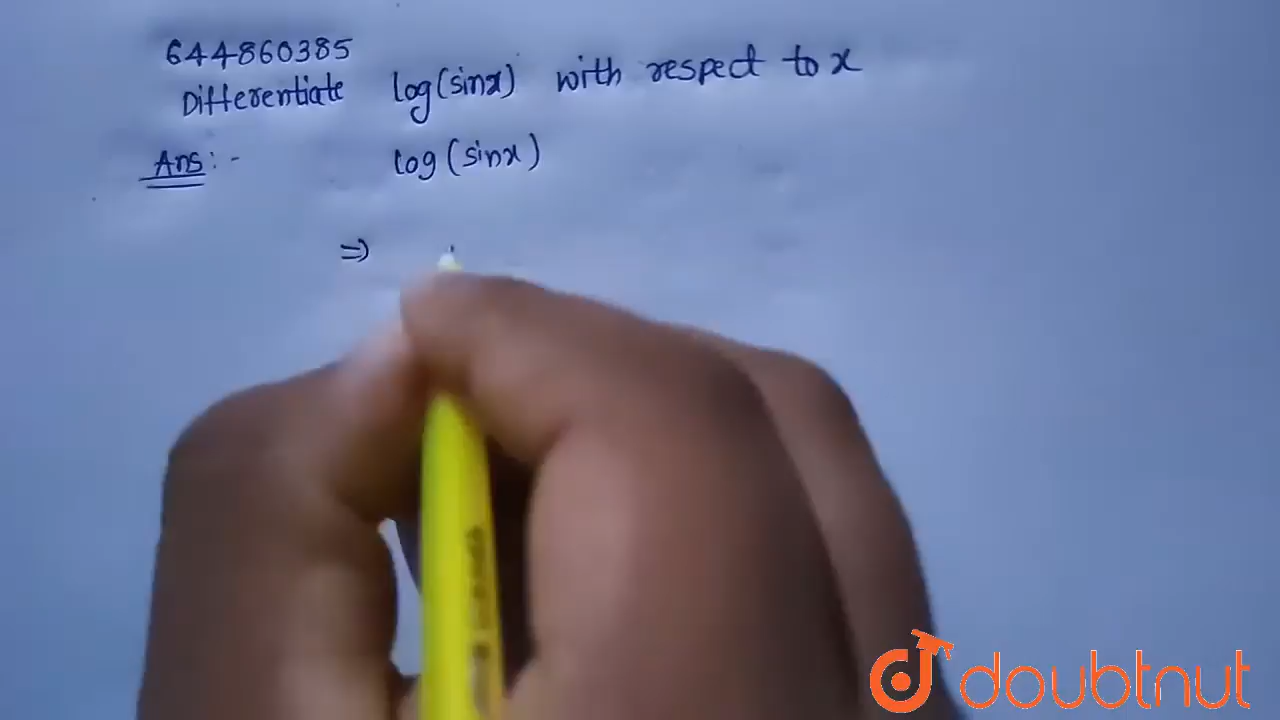 644860385
Differentiate log(sinx) with respect to x
Ans:- log(sinx)
⇒
doubtnut